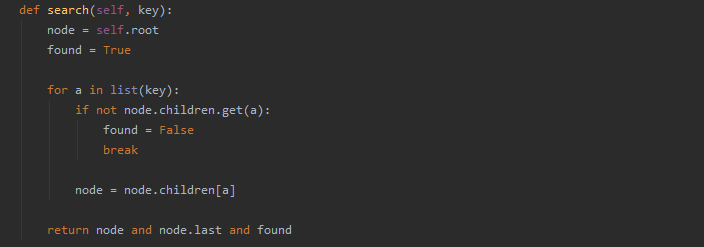 def search(self, key):
    node = self.root
    found = True
    for a in list(key):
        if not node.children.get(a):
            found = False
            break
        node = node.children[a]
    return node and node.last and found